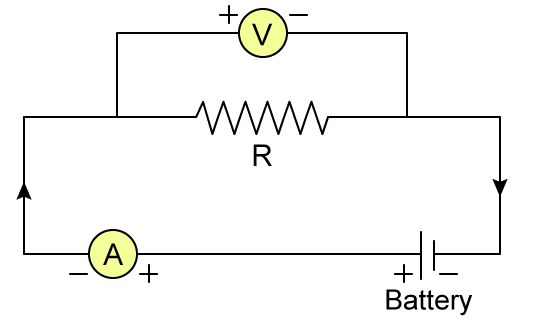 + V −
R
− A +
+ −
Battery